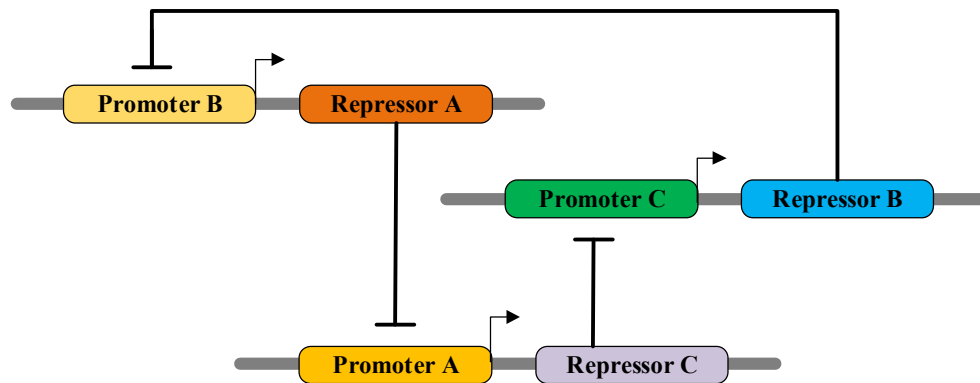 Promoter B
Repressor A
Promoter C
Repressor B
Promoter A
Repressor C